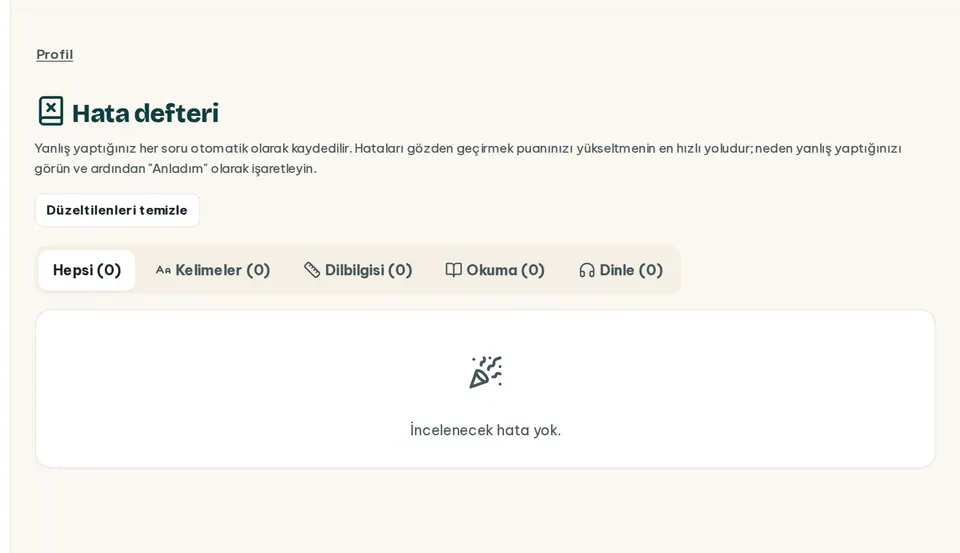 Profil
Hata defteri
Yanlış yaptığınız her soru otomatik olarak kaydedilir. Hataları gözden geçirmek puanınızı yükseltmenin en hızlı yoludur; neden yanlış yaptığınızı
görün ve ardından "Anladım" olarak işaretleyin.
Düzeltilenleri temizle
Hepsi (0) Kelimeler (0) Dilbilgisi (0) Okuma (0) Dinle (0)
İncelenecek hata yok.